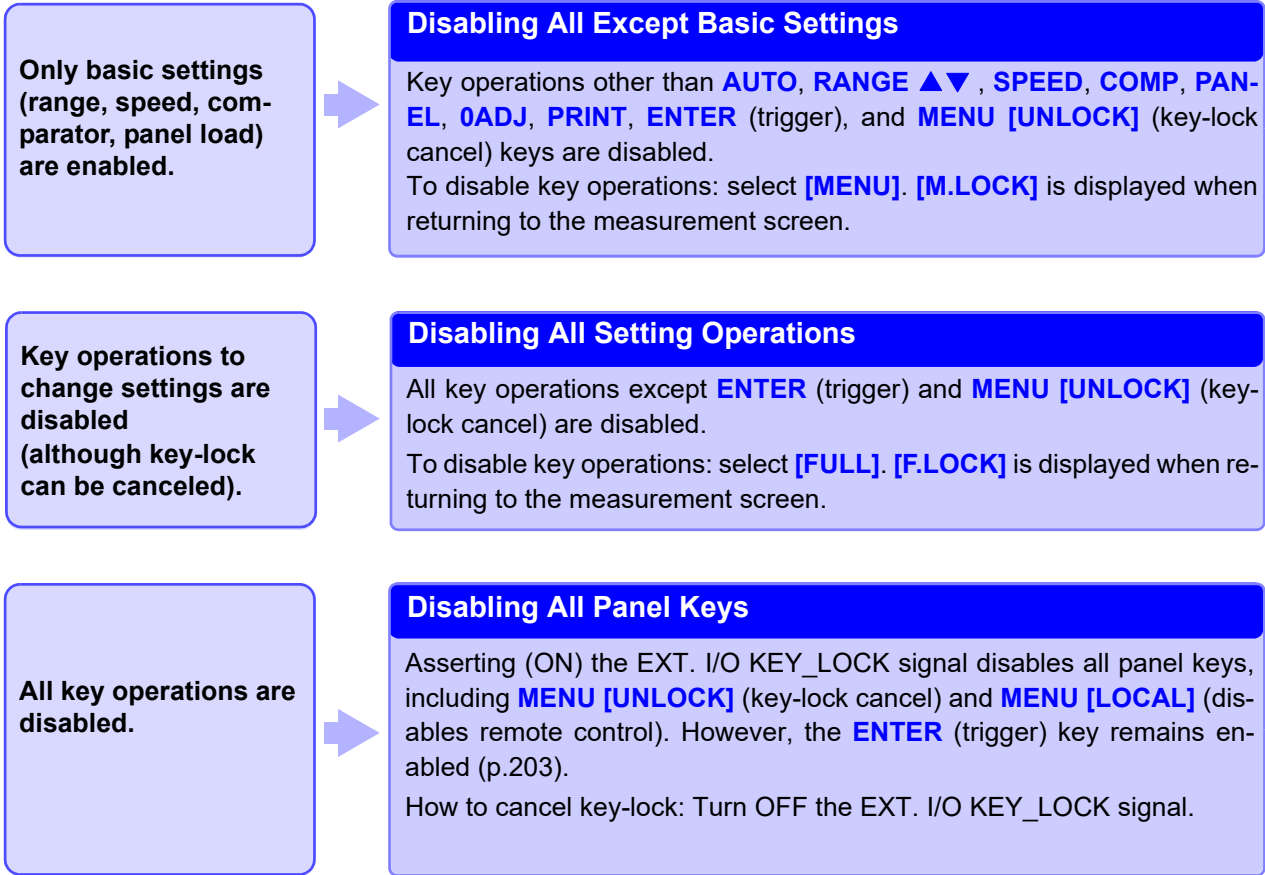 Only basic settings
(range, speed, com-
parator, panel load)
are enabled.
Disabling All Except Basic Settings
Key operations other than AUTO, RANGE ▲▼ , SPEED, COMP, PAN-
EL, 0ADJ, PRINT, ENTER (trigger), and MENU [UNLOCK] (key-lock
cancel) keys are disabled.
To disable key operations: select [MENU]. [M.LOCK] is displayed when
returning to the measurement screen.
Key operations to
change settings are
disabled
(although key-lock
can be canceled).
Disabling All Setting Operations
All key operations except ENTER (trigger) and MENU [UNLOCK] (key-
lock cancel) are disabled.
To disable key operations: select [FULL]. [F.LOCK] is displayed when re-
turning to the measurement screen.
All key operations are
disabled.
Disabling All Panel Keys
Asserting (ON) the EXT. I/O KEY_LOCK signal disables all panel keys,
including MENU [UNLOCK] (key-lock cancel) and MENU [LOCAL] (dis-
ables remote control). However, the ENTER (trigger) key remains en-
abled (p.203).
How to cancel key-lock: Turn OFF the EXT. I/O KEY_LOCK signal.